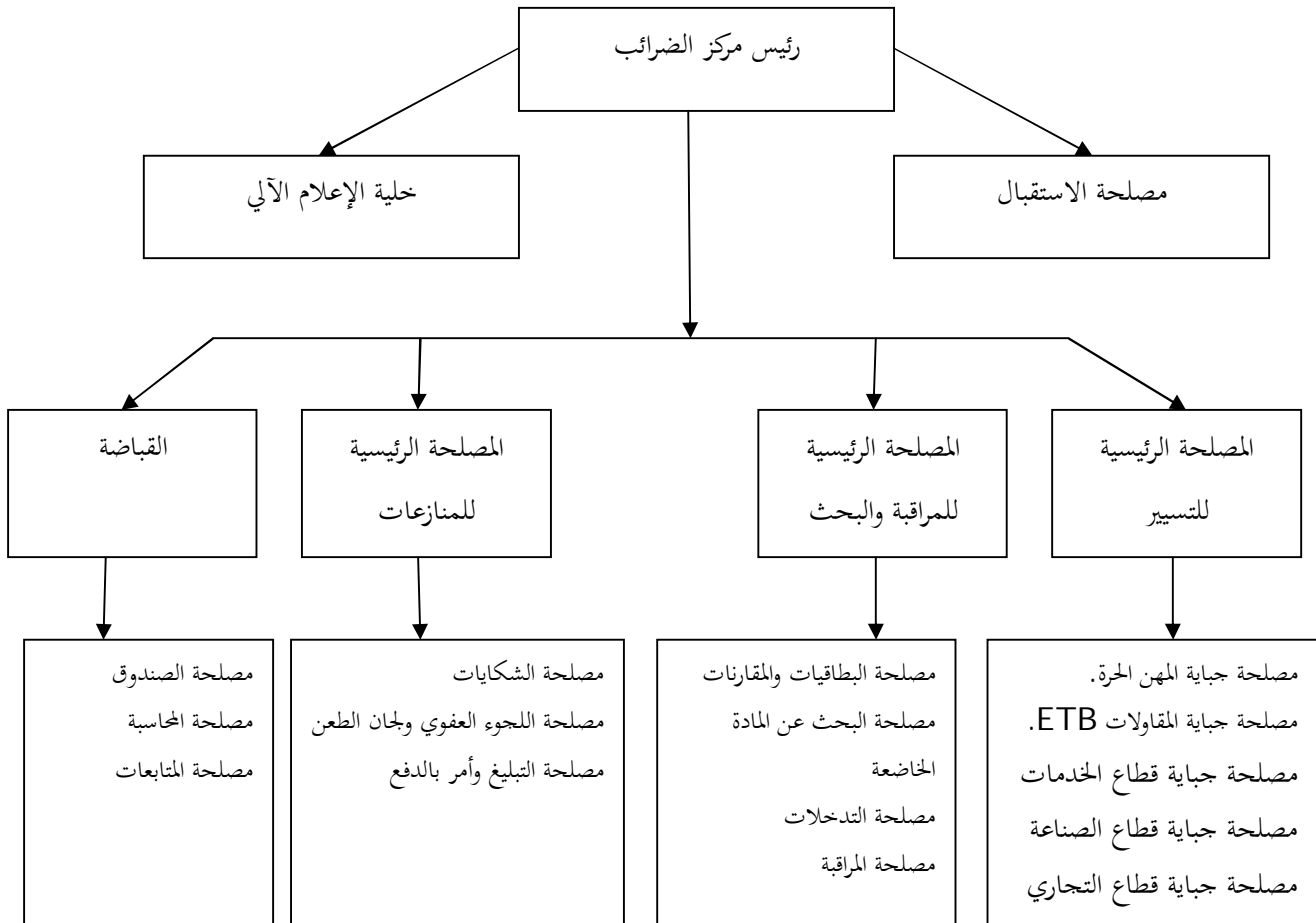 رئيس مركز الضرائب
مصلحة الاستقبال
خلية الإعلام الآلي
المصلحة الرئيسية
للتسيير
المصلحة الرئيسية
للمراقبة والبحث
المصلحة الرئيسية
للمنازعات
القباضة
مصلحة جباية المهن الحرة.
مصلحة جباية المقاولات ETB.
مصلحة جباية قطاع الخدمات
مصلحة جباية قطاع الصناعة
مصلحة جباية قطاع التجاري
مصلحة البطاقيات والمقارنات
مصلحة البحث عن المادة
الخاضعة
مصلحة التدخلات
مصلحة المراقبة
مصلحة الشكايات
مصلحة اللجوء العفوي ولجان الطعن
مصلحة التبليغ وأمر بالدفع
مصلحة الصندوق
مصلحة المحاسبة
مصلحة المتابعات